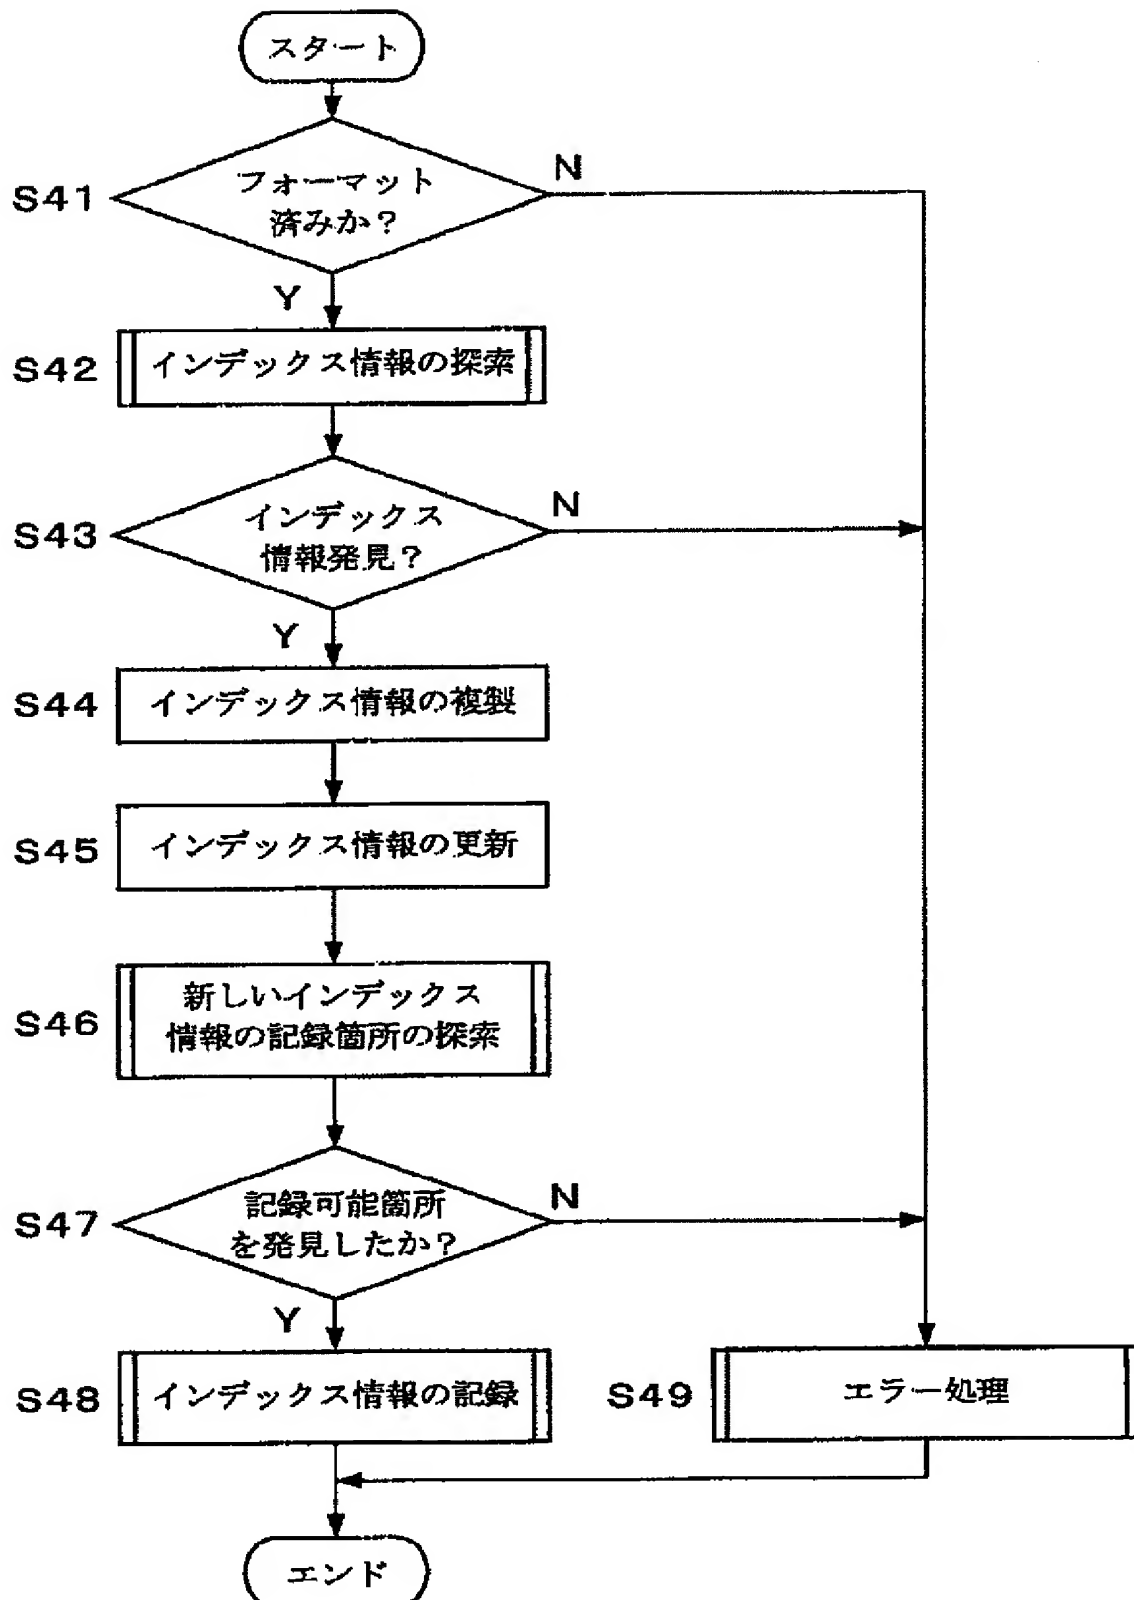 スタート
S41
フォーマット
済みか？
N
Y
S42
インデックス情報の探索
S43
インデックス
情報発見？
N
Y
S44
インデックス情報の複製
S45
インデックス情報の更新
S46
新しいインデックス
情報の記録箇所の探索
S47
記録可能箇所
を発見したか？
N
Y
S48
インデックス情報の記録
S49
エラー処理
エンド